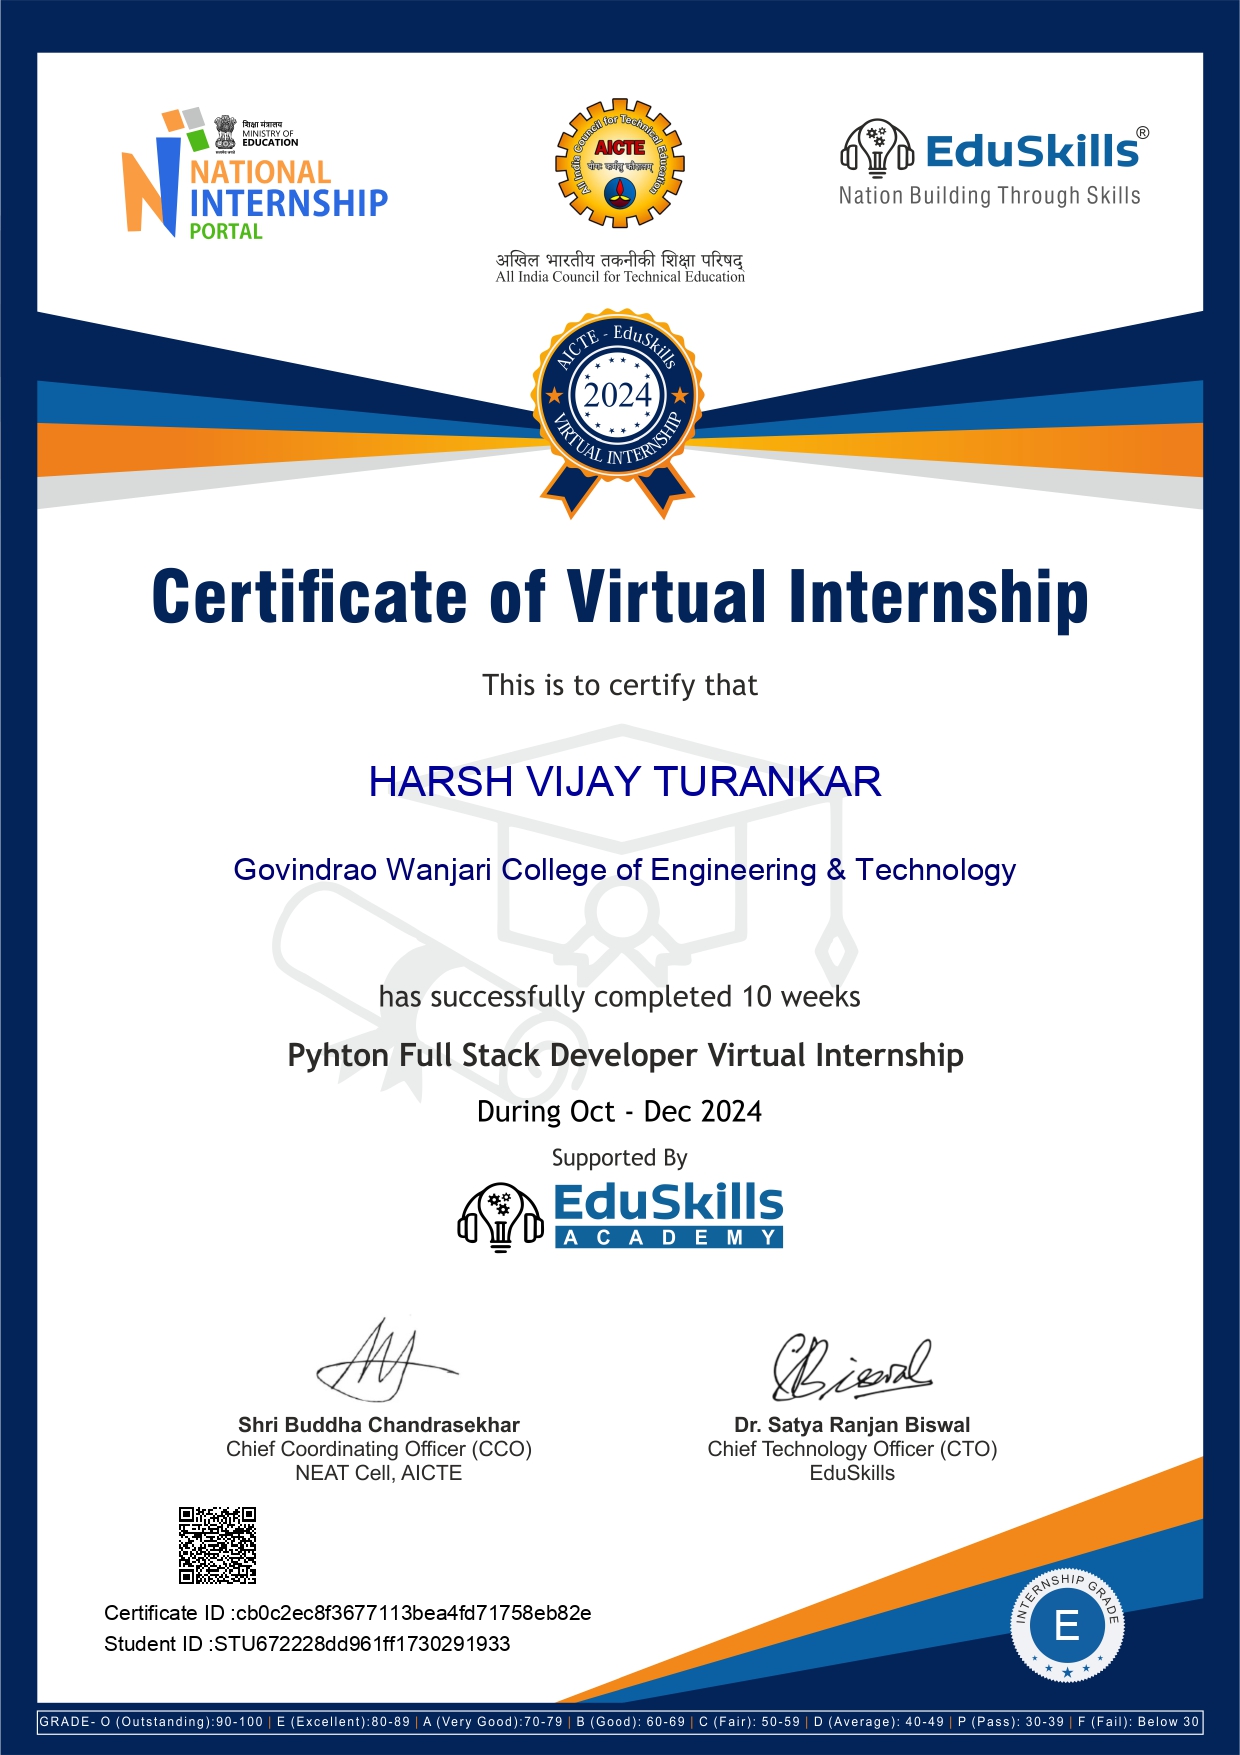 शिक्षा मंत्रालय
MINISTRY OF
EDUCATION
NATIONAL
INTERNSHIP
PORTAL
All India Council for Technical Education
AICTE
योगः कर्मसु कौशलम्
अखिल भारतीय तकनीकी शिक्षा परिषद्
All India Council for Technical Education
EduSkills®
Nation Building Through Skills
AICTE - EduSkills
2024
VIRTUAL INTERNSHIP
Certificate of Virtual Internship
This is to certify that
HARSH VIJAY TURANKAR
Govindrao Wanjari College of Engineering & Technology
has successfully completed 10 weeks
Pyhton Full Stack Developer Virtual Internship
During Oct - Dec 2024
Supported By
EduSkills
ACADEMY
Shri Buddha Chandrasekhar
Chief Coordinating Officer (CCO)
NEAT Cell, AICTE
Biswal
Dr. Satya Ranjan Biswal
Chief Technology Officer (CTO)
EduSkills
Certificate ID :cb0c2ec8f3677113bea4fd71758eb82e
Student ID :STU672228dd961ff1730291933
INTERNSHIP GRADE
E
GRADE- O (Outstanding):90-100 | E (Excellent):80-89 | A (Very Good):70-79 | B (Good): 60-69 | C (Fair): 50-59 | D (Average): 40-49 | P (Pass): 30-39 | F (Fail): Below 30